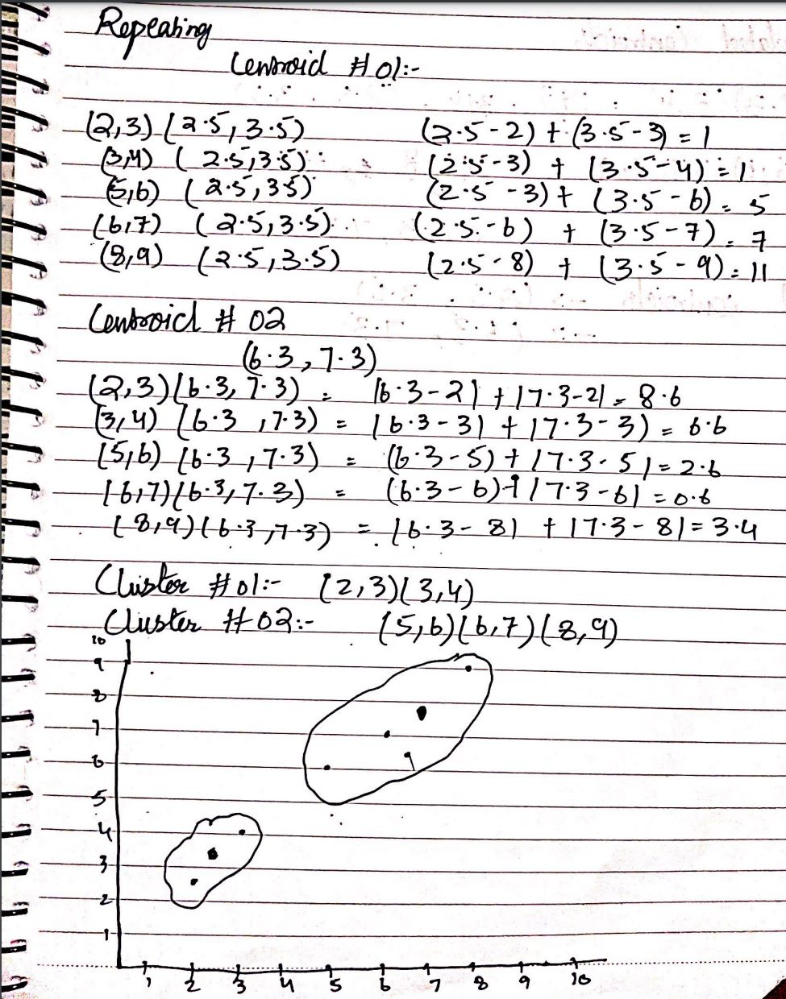 Repeating
Centroid # 01:-
(2,3) (2.5, 3.5) (2.5-2) + (3.5-3) = 1
(3,4) (2.5,3.5) (2.5-3) + (3.5-4) = 1
(5,6) (2.5,3.5) (2.5-3) + (3.5-6) = 5
(6,7) (2.5,3.5) (2.5-6) + (3.5-7) = 7
(8,9) (2.5,3.5) (2.5-8) + (3.5-9) = 11
Centroid # 02
(6.3, 7.3)
(2,3)(6.3, 7.3) = |6.3-2| + |7.3-2| = 8.6
(3,4) (6.3, 7.3) = |6.3-3| + |7.3-3) = 6.6
(5,6) (6.3, 7.3) = (6.3-5) + |7.3-5| = 2.6
(6,7)(6.3, 7.3) = (6.3-6) + |7.3-6| = 0.6
(8,9)(6.3, 7.3) = |6.3-8| + |7.3-8| = 3.4
Cluster #01:- (2,3)(3,4)
Cluster #02:- (5,6)(6,7)(8,9)
10
9
8
7
6
5
4
3
2
1
1 2 3 4 5 6 7 8 9 10